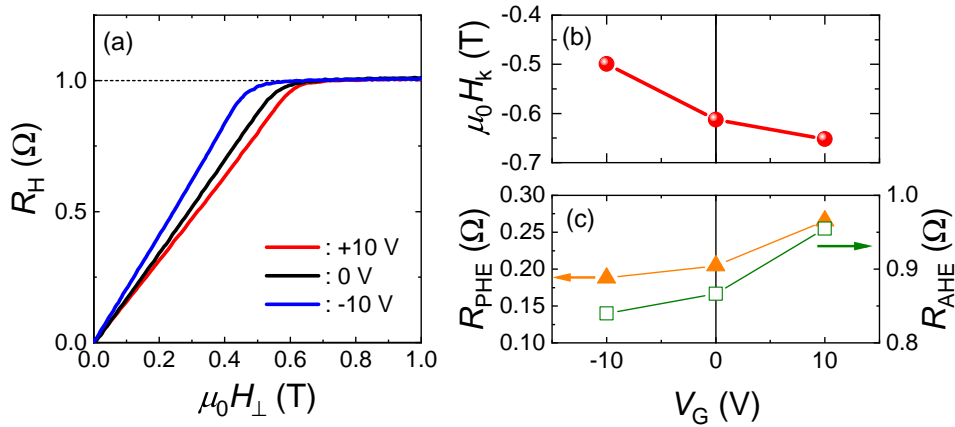 (a)
1.0
0.5
0.0
R_H (Ω)
0.0 0.2 0.4 0.6 0.8 1.0
μ₀H⊥ (T)
: +10 V
: 0 V
: -10 V
(b)
-0.4
-0.5
-0.6
-0.7
μ₀H_k (T)
(c)
0.30
0.25
0.20
0.15
0.10
R_PHE (Ω)
1.0
0.9
0.8
R_AHE (Ω)
-10 0 10
V_G (V)